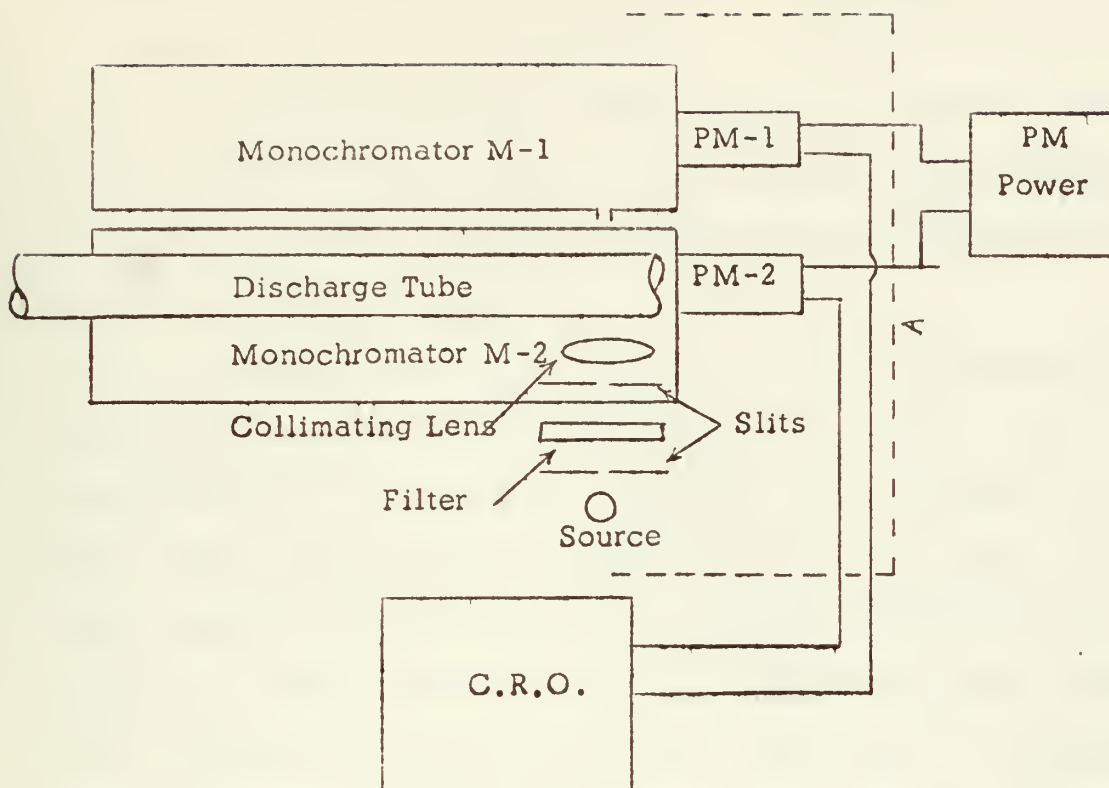 Monochromator M-1
PM-1
PM
Power
Discharge Tube
PM-2
A
Monochromator M-2
Collimating Lens
Slits
Filter
Source
C.R.O.